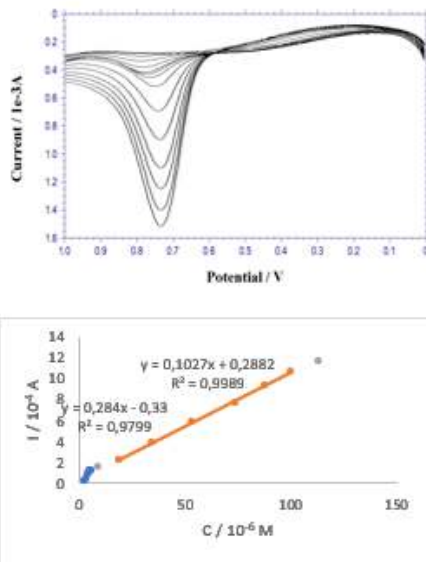 0
0.2
0.4
0.6
0.8
1.0
1.2
1.4
1.6
Current / 1e-3A
1.0 0.9 0.8 0.7 0.6 0.5 0.4 0.3 0.2 0.1 0
Potential / V
14
12
10
8
6
4
2
0
I / 10⁻⁴ A
y = 0,1027x + 0,2882
R² = 0,9989
y = 0,284x - 0,33
R² = 0,9799
0 50 100 150
C / 10⁻⁶ M